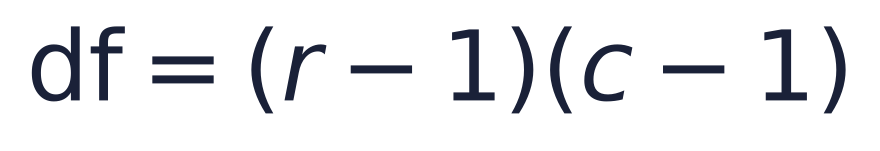 df = (r − 1)(c − 1)